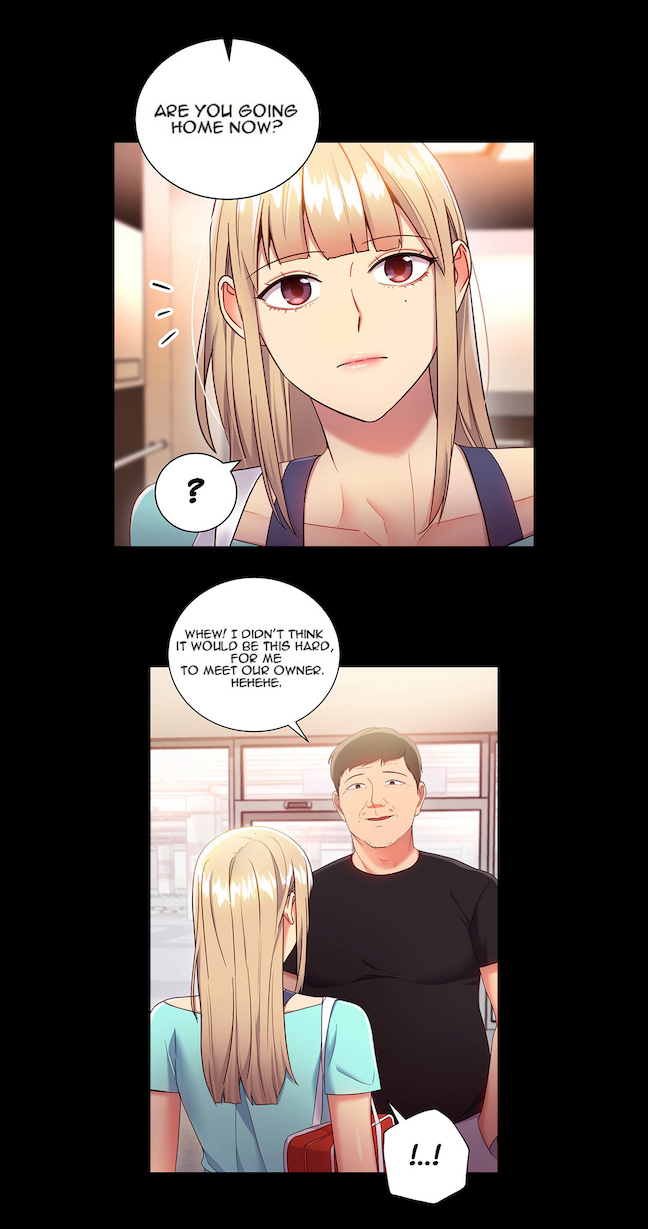 ARE YOU GOING
HOME NOW?
?
WHEW! I DIDN'T THINK
IT WOULD BE THIS HARD,
FOR ME
TO MEET OUR OWNER.
HEHEHE.
!..!